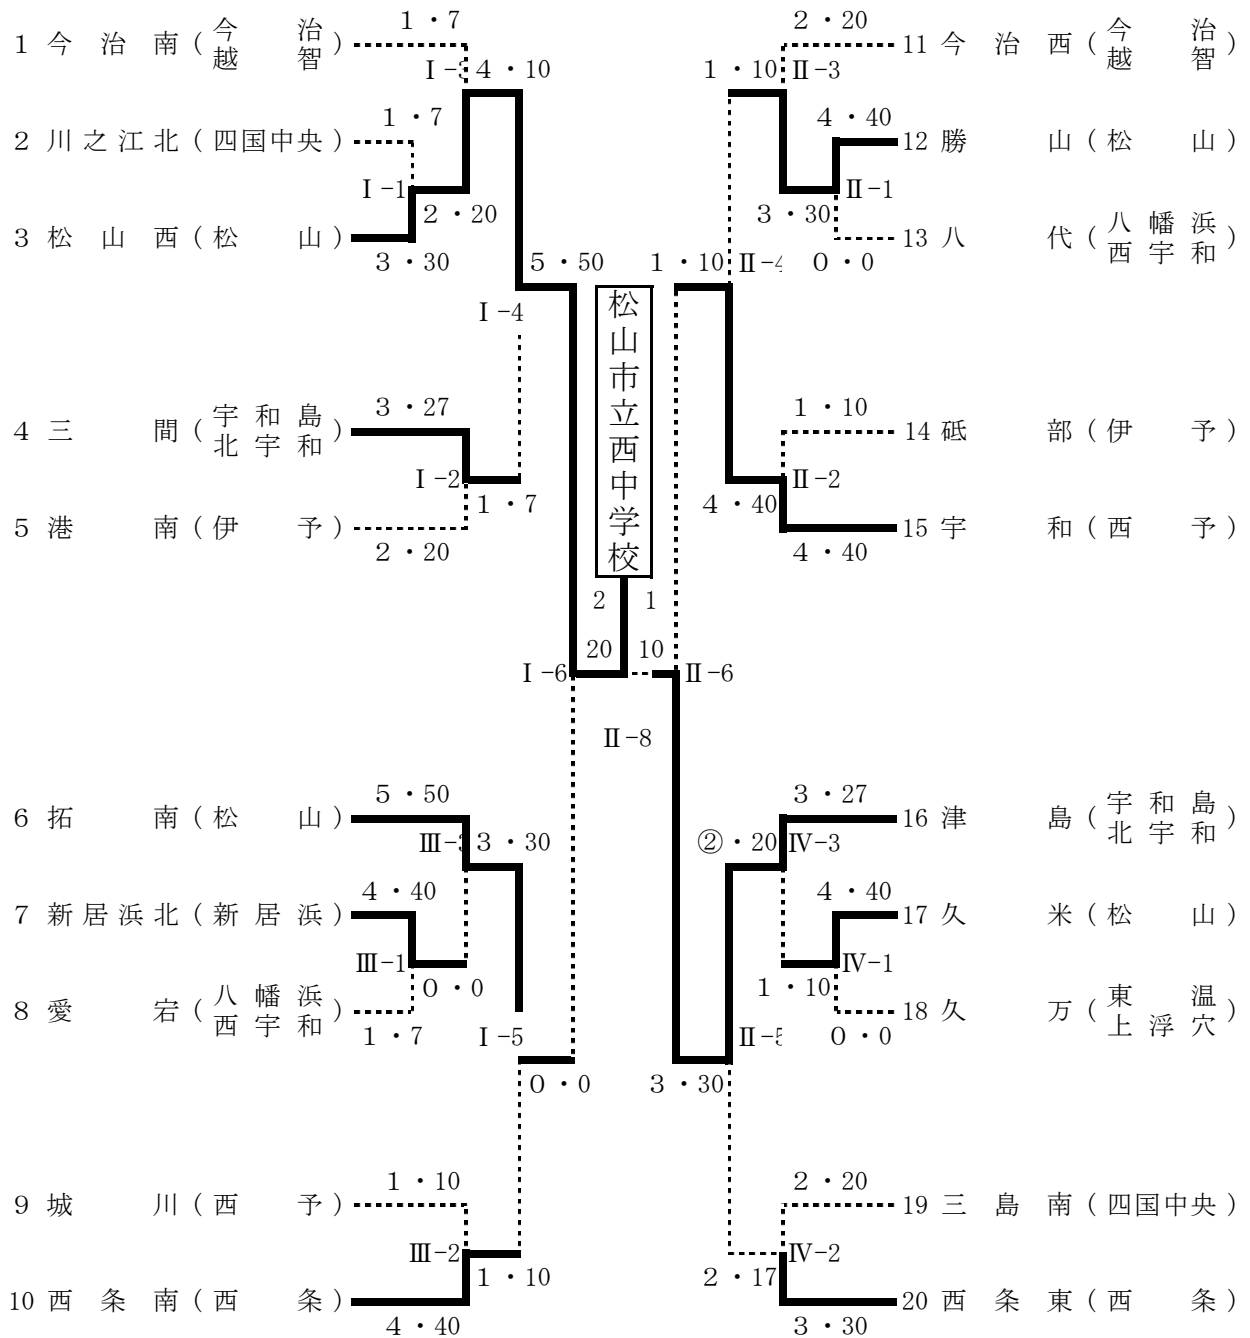 1・7
1 今治南(今治越智)
Ⅰ-3 4・10
1・7
2 川之江北(四国中央)
Ⅰ-1
2・20
3 松山西(松山)
3・30
5・50
Ⅰ-4
3・27
4 三間(宇和島北宇和)
Ⅰ-2
1・7
5 港南(伊予)
2・20
2・20
11 今治西(今治越智)
1・10 Ⅱ-3
4・40
12 勝山(松山)
Ⅱ-1
3・30
13 八代(八幡浜西宇和)
1・10 Ⅱ-4 0・0
1・10
14 砥部(伊予)
Ⅱ-2
4・40
15 宇和(西予)
4・40
松山市立西中学校
2 1
20 10
Ⅰ-6 Ⅱ-6
Ⅱ-8
5・50
6 拓南(松山)
Ⅲ-3 3・30
4・40
7 新居浜北(新居浜)
Ⅲ-1
0・0
8 愛宕(八幡浜西宇和)
1・7 Ⅰ-5
0・0
1・10
9 城川(西予)
Ⅲ-2
1・10
10 西条南(西条)
4・40
3・27
16 津島(宇和島北宇和)
②・20 Ⅳ-3
4・40
17 久米(松山)
Ⅳ-1
1・10
18 久万(東温上浮穴)
Ⅱ-5 0・0
3・30
2・20
19 三島南(四国中央)
Ⅳ-2
2・17
20 西条東(西条)
3・30